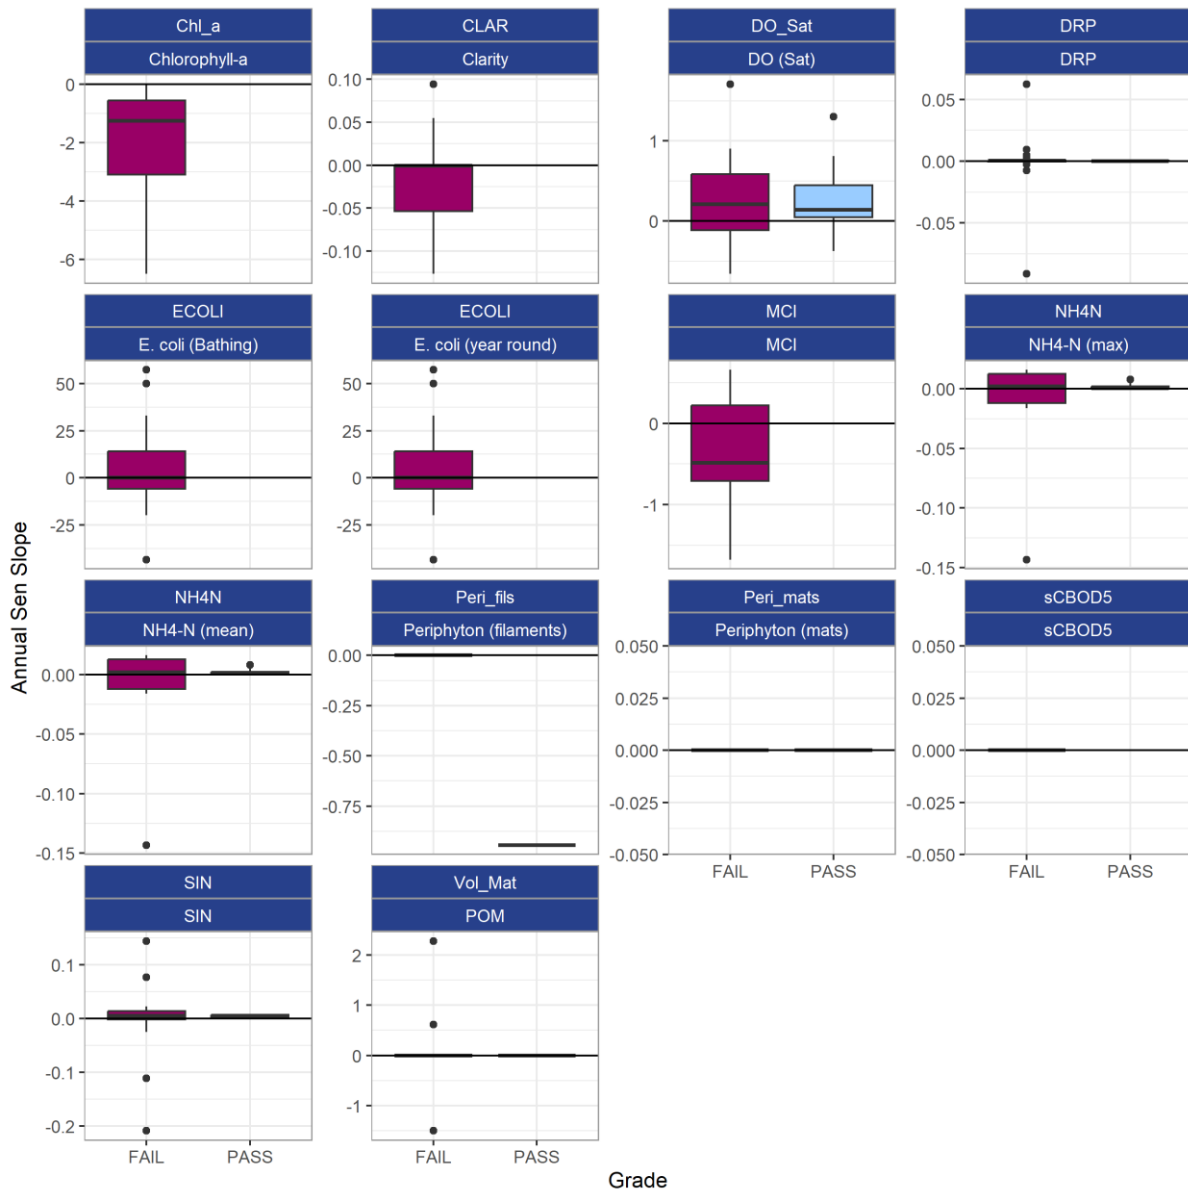 Chl_a
Chlorophyll-a
0
-2
-4
-6
CLAR
Clarity
0.10
0.05
0.00
-0.05
-0.10
DO_Sat
DO (Sat)
1
0
DRP
DRP
0.05
0.00
-0.05
ECOLI
E. coli (Bathing)
50
25
0
-25
ECOLI
E. coli (year round)
50
25
0
-25
MCI
MCI
0
-1
NH4N
NH4-N (max)
0.00
-0.05
-0.10
-0.15
Annual Sen Slope
NH4N
NH4-N (mean)
0.00
-0.05
-0.10
-0.15
Peri_fils
Periphyton (filaments)
0.00
-0.25
-0.50
-0.75
Peri_mats
Periphyton (mats)
0.050
0.025
0.000
-0.025
-0.050
FAIL PASS
sCBOD5
sCBOD5
0.050
0.025
0.000
-0.025
-0.050
FAIL PASS
SIN
SIN
0.1
0.0
-0.1
-0.2
FAIL PASS
Vol_Mat
POM
2
1
0
-1
FAIL PASS
Grade